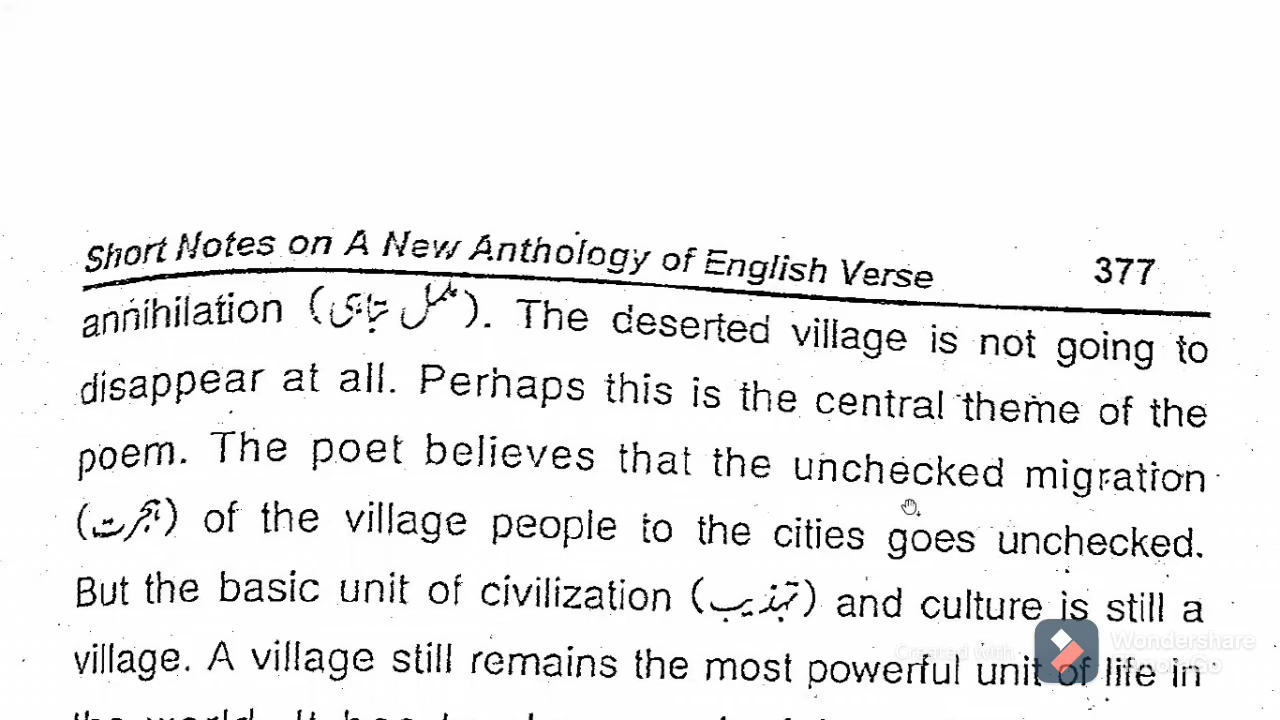 Short Notes on A New Anthology of English Verse 377
annihilation (مکمل تباہی). The deserted village is not going to
disappear at all. Perhaps this is the central theme of the
poem. The poet believes that the unchecked migration
(ہجرت) of the village people to the cities goes unchecked.
But the basic unit of civilization (تہذیب) and culture is still a
village. A village still remains the most powerful unit of life in
Created with Wondershare